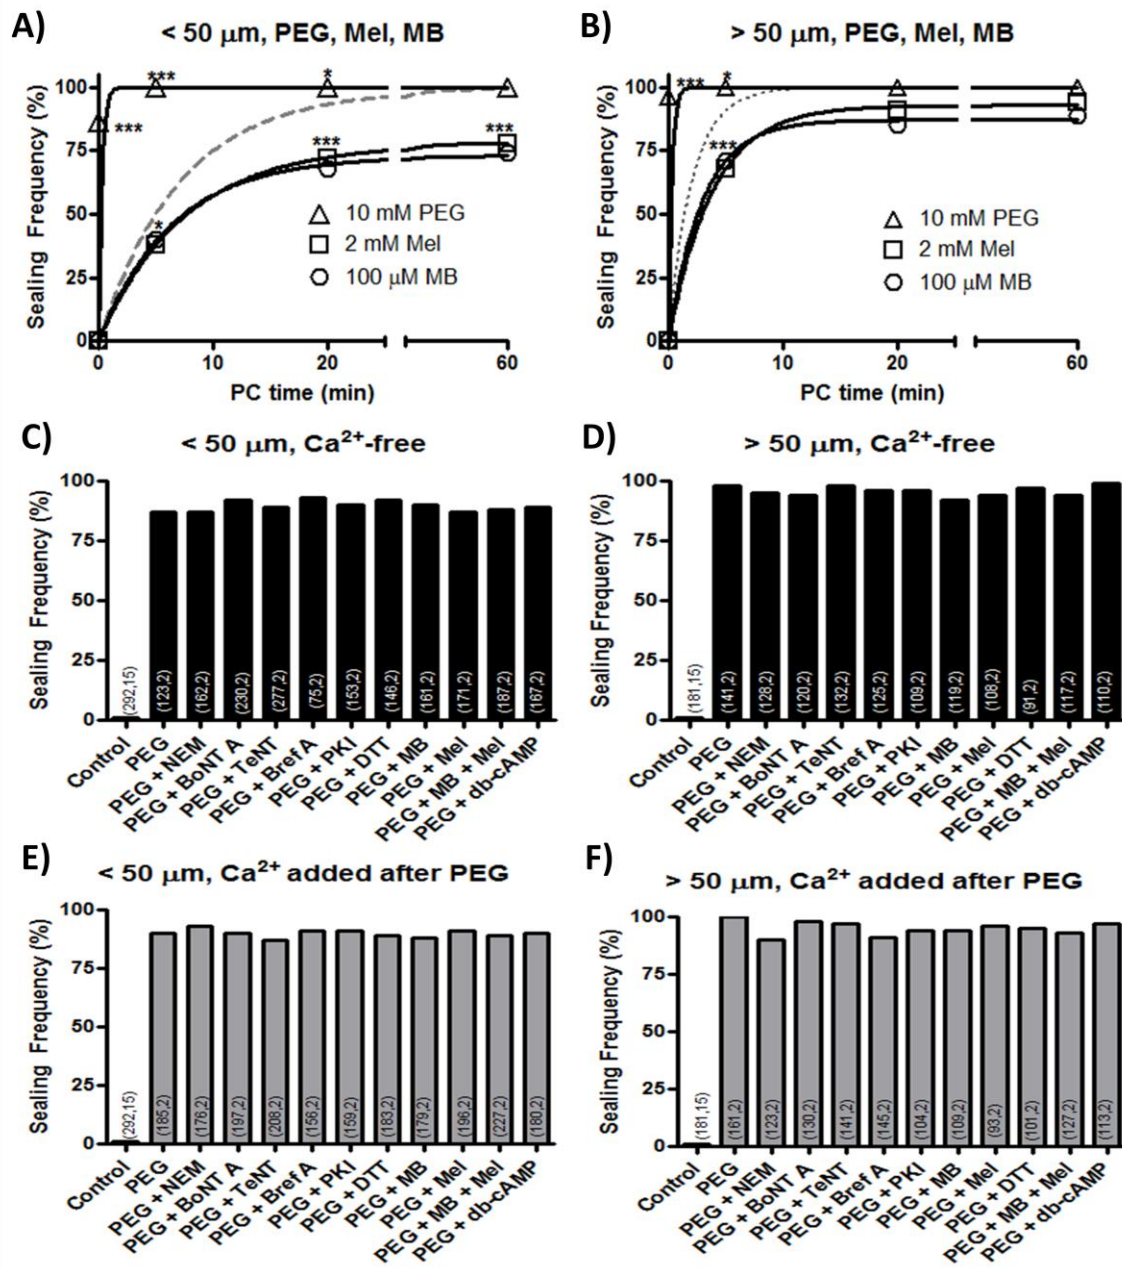 A)
< 50 μm, PEG, Mel, MB
Sealing Frequency (%)
100
75
50
25
0
***
***
*
***
***
*
10 mM PEG
2 mM Mel
100 μM MB
0
10
20
60
PC time (min)
B)
> 50 μm, PEG, Mel, MB
Sealing Frequency (%)
100
75
50
25
0
***
*
***
10 mM PEG
2 mM Mel
100 μM MB
0
10
20
60
PC time (min)
C)
< 50 μm, Ca²⁺-free
Sealing Frequency (%)
100
75
50
25
0
(292,15)
(123,2)
(162,2)
(230,2)
(277,2)
(75,2)
(153,2)
(146,2)
(161,2)
(171,2)
(187,2)
(167,2)
Control
PEG
PEG + NEM
PEG + BoNT A
PEG + TeNT
PEG + Bref A
PEG + PKI
PEG + DTT
PEG + MB
PEG + Mel
PEG + MB + Mel
PEG + db-cAMP
D)
> 50 μm, Ca²⁺-free
Sealing Frequency (%)
100
75
50
25
0
(181,15)
(141,2)
(128,2)
(120,2)
(132,2)
(125,2)
(109,2)
(119,2)
(108,2)
(91,2)
(117,2)
(110,2)
Control
PEG
PEG + NEM
PEG + BoNT A
PEG + TeNT
PEG + Bref A
PEG + PKI
PEG + MB
PEG + Mel
PEG + DTT
PEG + MB + Mel
PEG + db-cAMP
E)
< 50 μm, Ca²⁺ added after PEG
Sealing Frequency (%)
100
75
50
25
0
(292,15)
(185,2)
(176,2)
(197,2)
(208,2)
(156,2)
(159,2)
(183,2)
(179,2)
(196,2)
(227,2)
(180,2)
Control
PEG
PEG + NEM
PEG + BoNT A
PEG + TeNT
PEG + Bref A
PEG + PKI
PEG + DTT
PEG + MB
PEG + Mel
PEG + MB + Mel
PEG + db-cAMP
F)
> 50 μm, Ca²⁺ added after PEG
Sealing Frequency (%)
100
75
50
25
0
(181,15)
(161,2)
(123,2)
(130,2)
(141,2)
(145,2)
(104,2)
(109,2)
(93,2)
(101,2)
(127,2)
(113,2)
Control
PEG
PEG + NEM
PEG + BoNT A
PEG + TeNT
PEG + Bref A
PEG + PKI
PEG + MB
PEG + Mel
PEG + DTT
PEG + MB + Mel
PEG + db-cAMP